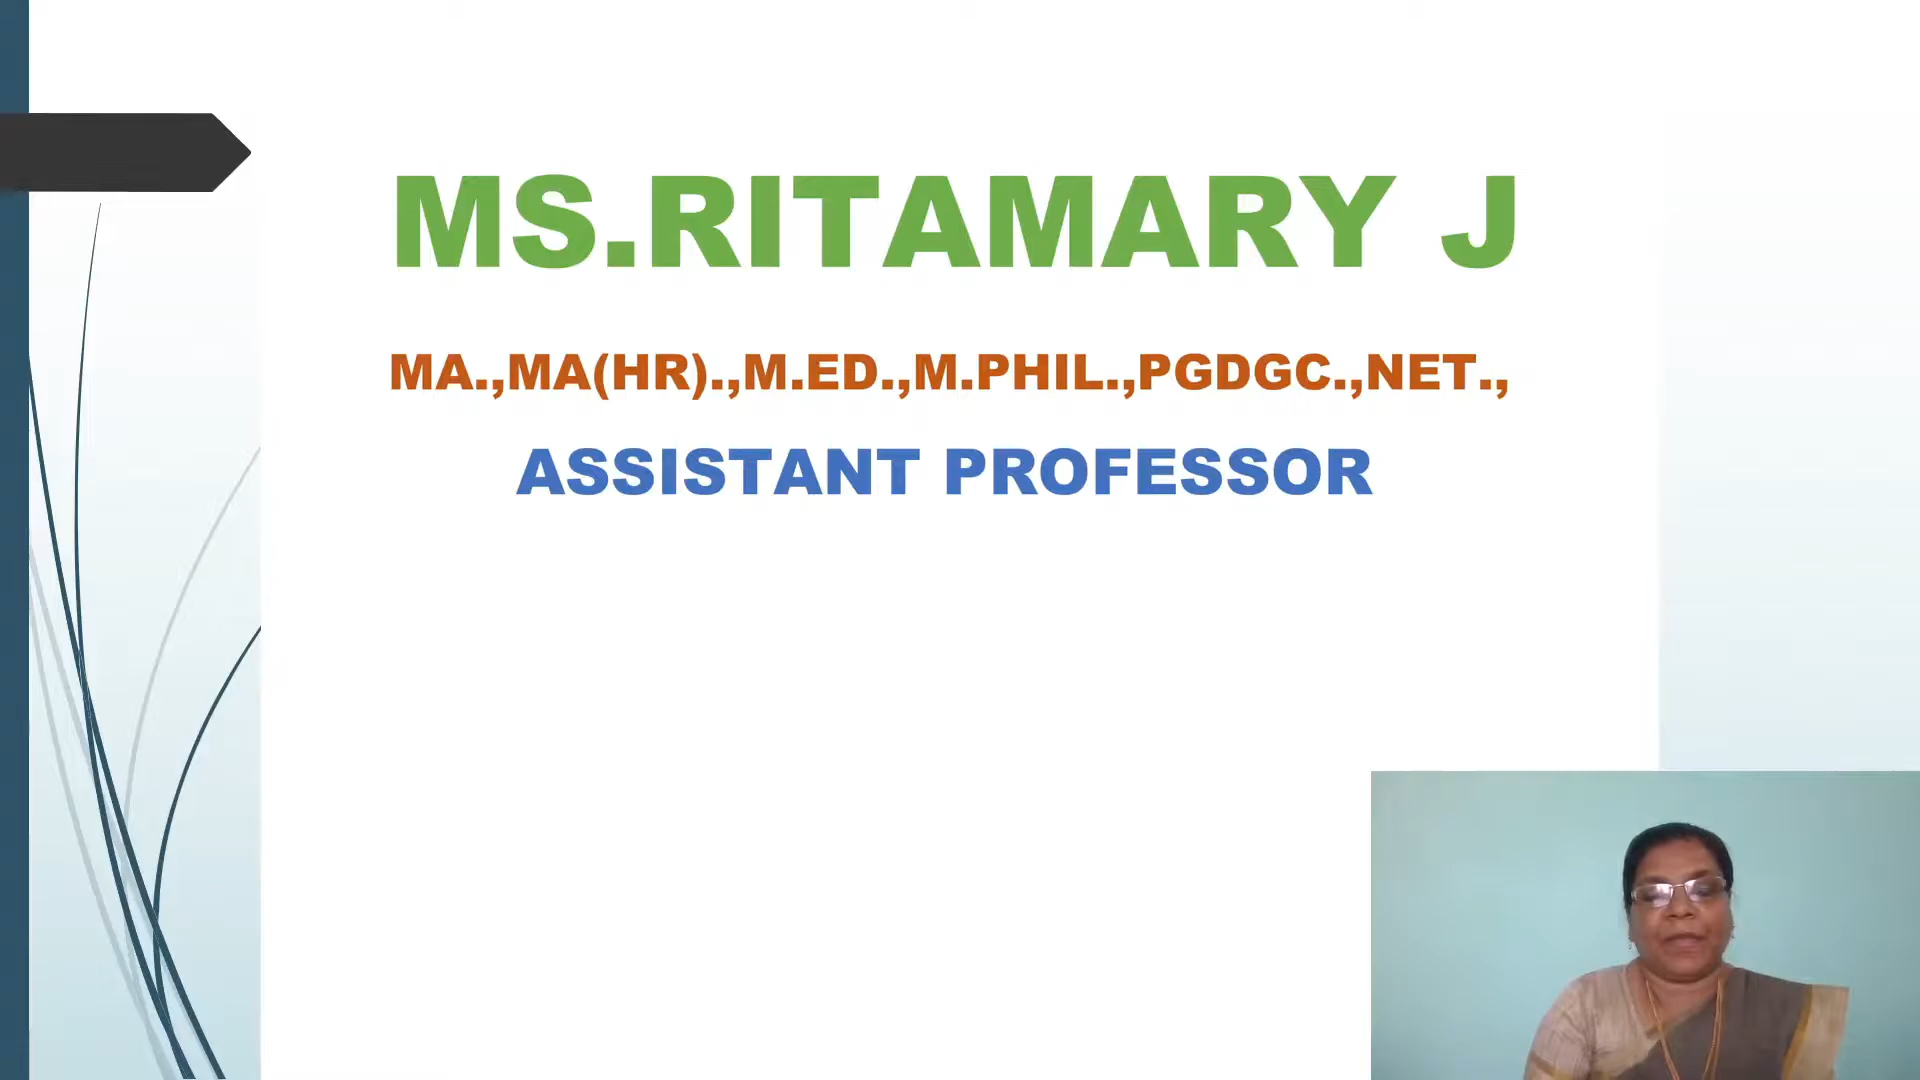 MS.RITAMARY J
MA.,MA(HR).,M.ED.,M.PHIL.,PGDGC.,NET.,
ASSISTANT PROFESSOR